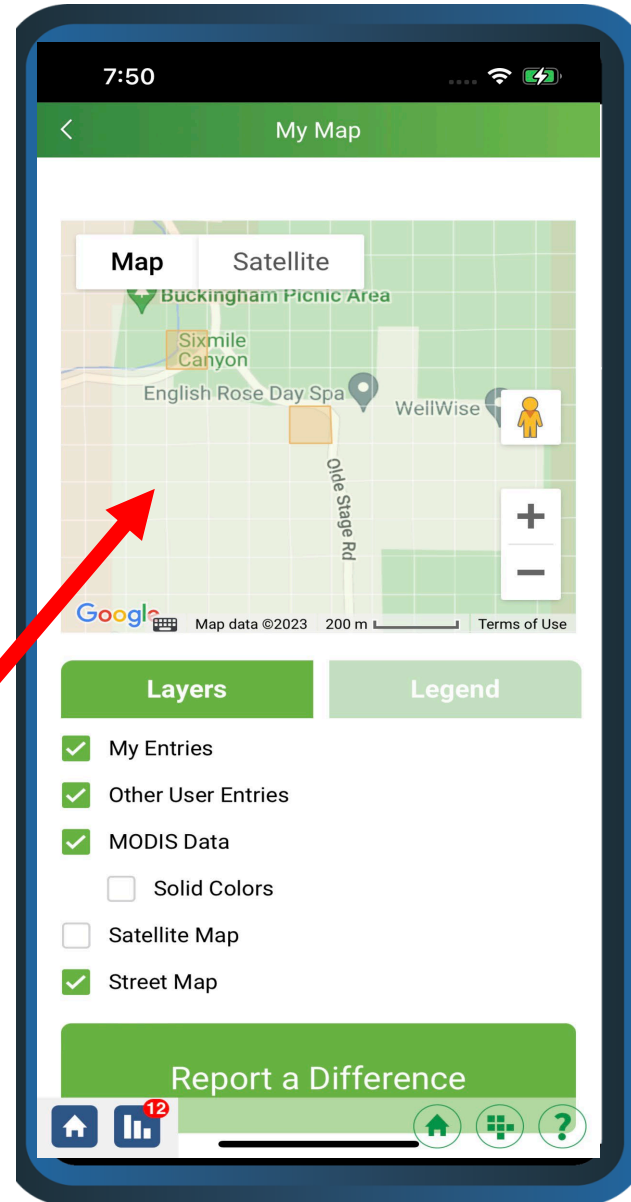 7:50
My Map
Map Satellite
Buckingham Picnic Area
Sixmile
Canyon
English Rose Day Spa
WellWise
Olde Stage Rd
Google
Map data ©2023 200 m Terms of Use
Layers Legend
My Entries
Other User Entries
MODIS Data
Solid Colors
Satellite Map
Street Map
Report a Difference
12
?